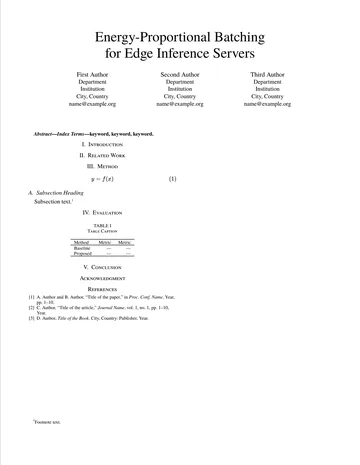 Energy-Proportional Batching
for Edge Inference Servers
First Author
Department
Institution
City, Country
name@example.org
Second Author
Department
Institution
City, Country
name@example.org
Third Author
Department
Institution
City, Country
name@example.org
Abstract—Index Terms—keyword, keyword, keyword.
I. Introduction
II. Related Work
III. Method
y = f(x) (1)
A. Subsection Heading
Subsection text.¹
IV. Evaluation
TABLE I
Table Caption
Method Metric Metric
Baseline — —
Proposed — —
V. Conclusion
Acknowledgment
References
[1] A. Author and B. Author, “Title of the paper,” in Proc. Conf. Name, Year,
pp. 1–10.
[2] C. Author, “Title of the article,” Journal Name, vol. 1, no. 1, pp. 1–10,
Year.
[3] D. Author, Title of the Book. City, Country: Publisher, Year.
¹Footnote text.